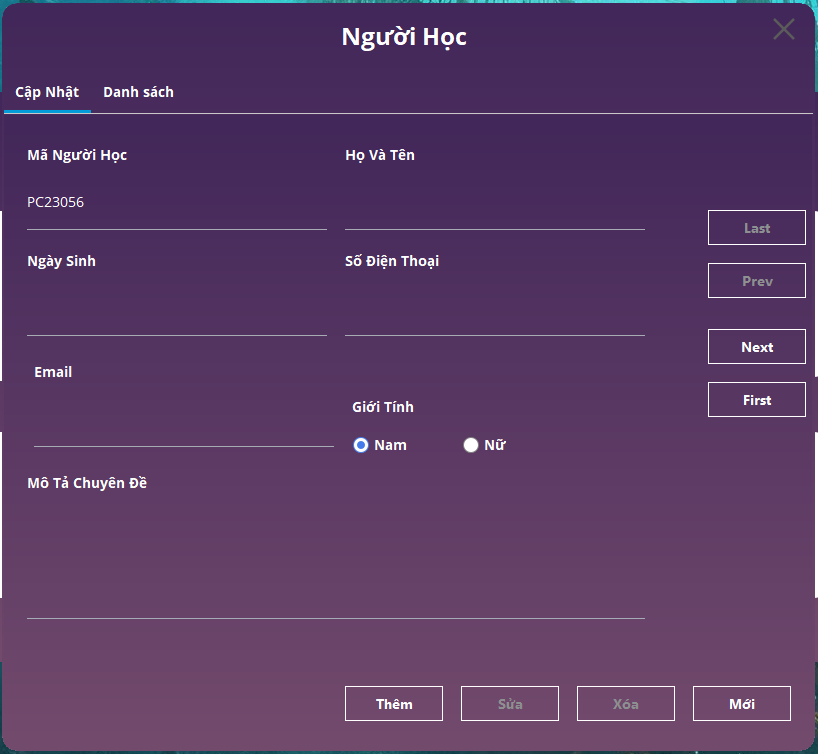 Người Học
Cập Nhật Danh sách
Mã Người Học
Họ Và Tên
PC23056
Ngày Sinh
Số Điện Thoại
Email
Giới Tính
Nam
Nữ
Mô Tả Chuyên Đề
Last
Prev
Next
First
Thêm
Sửa
Xóa
Mới